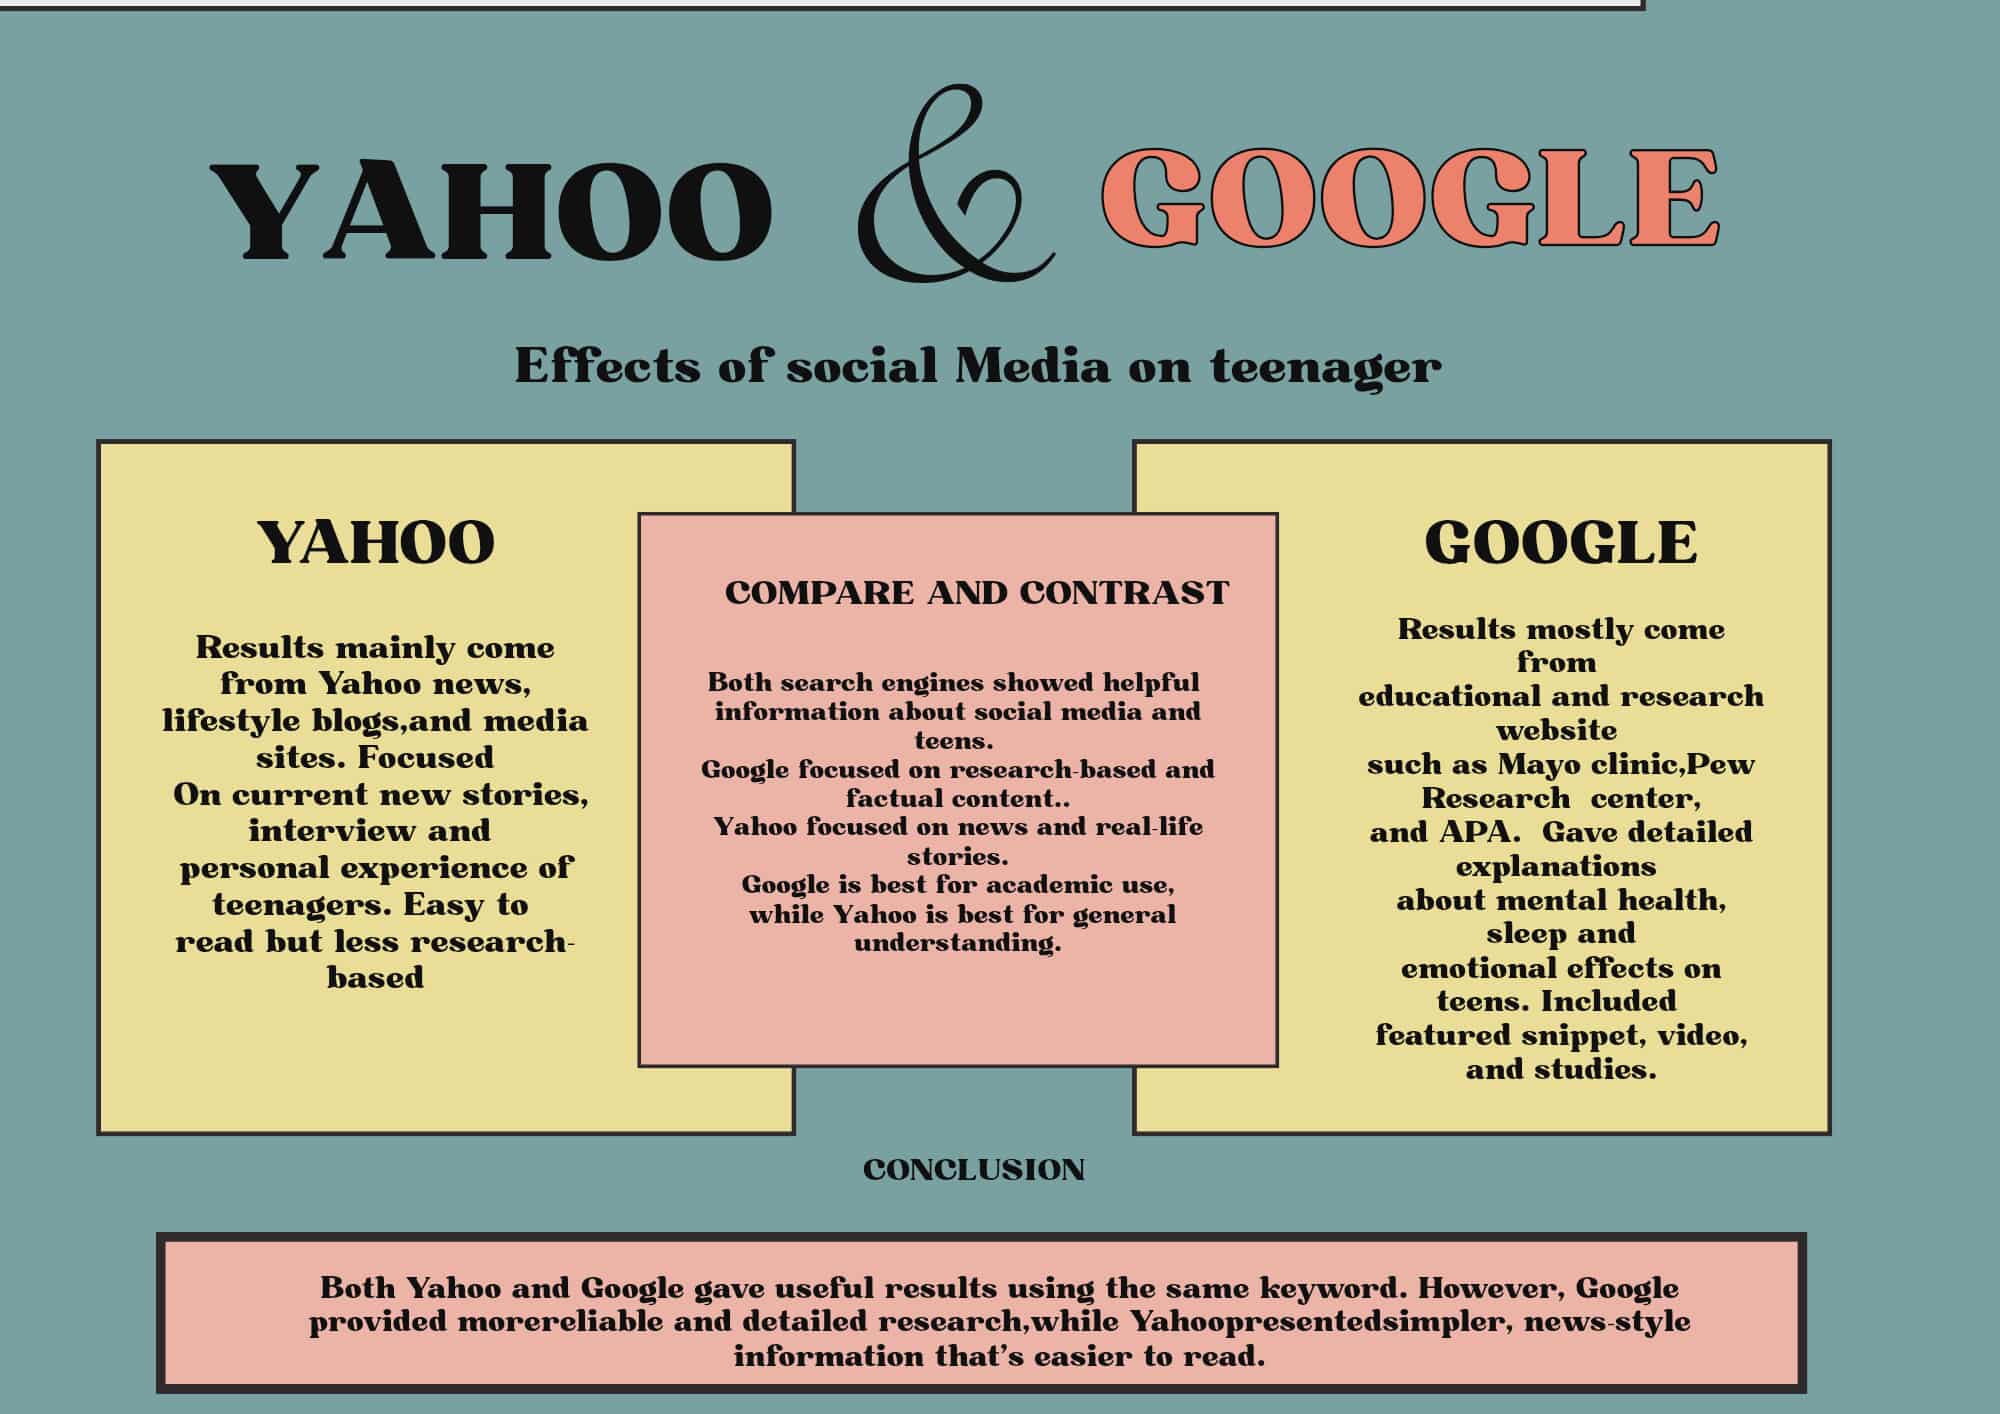 YAHOO & GOOGLE
Effects of social Media on teenager
YAHOO
Results mainly come
from Yahoo news,
lifestyle blogs,and media
sites. Focused
On current new stories,
interview and
personal experience of
teenagers. Easy to
read but less research-
based
COMPARE AND CONTRAST
Both search engines showed helpful
information about social media and
teens.
Google focused on research-based and
factual content..
Yahoo focused on news and real-life
stories.
Google is best for academic use,
while Yahoo is best for general
understanding.
GOOGLE
Results mostly come
from
educational and research
website
such as Mayo clinic,Pew
Research  center,
and APA.  Gave detailed
explanations
about mental health,
sleep and
emotional effects on
teens. Included
featured snippet, video,
and studies.
CONCLUSION
Both Yahoo and Google gave useful results using the same keyword. However, Google
provided morereliable and detailed research,while Yahoopresentedsimpler, news-style
information that's easier to read.